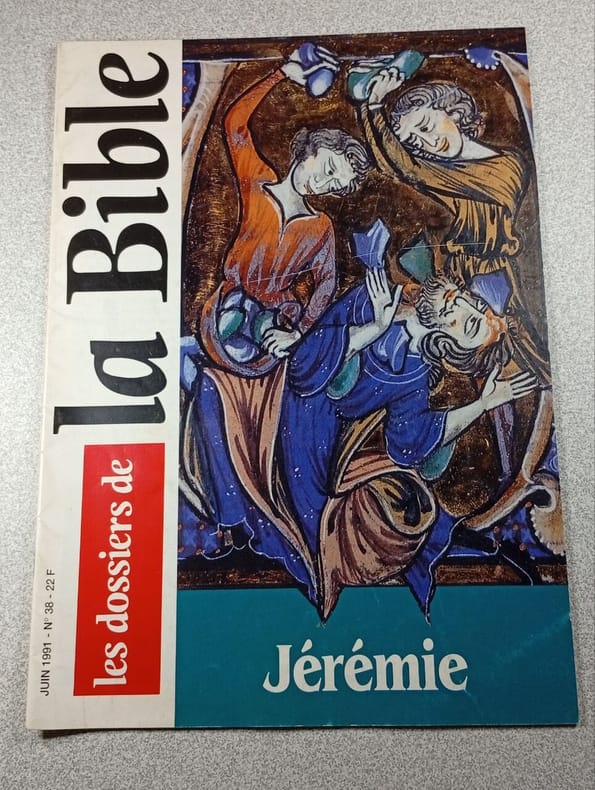 les dossiers de
la Bible
JUIN 1991 - N° 38 - 22 F
Jérémie